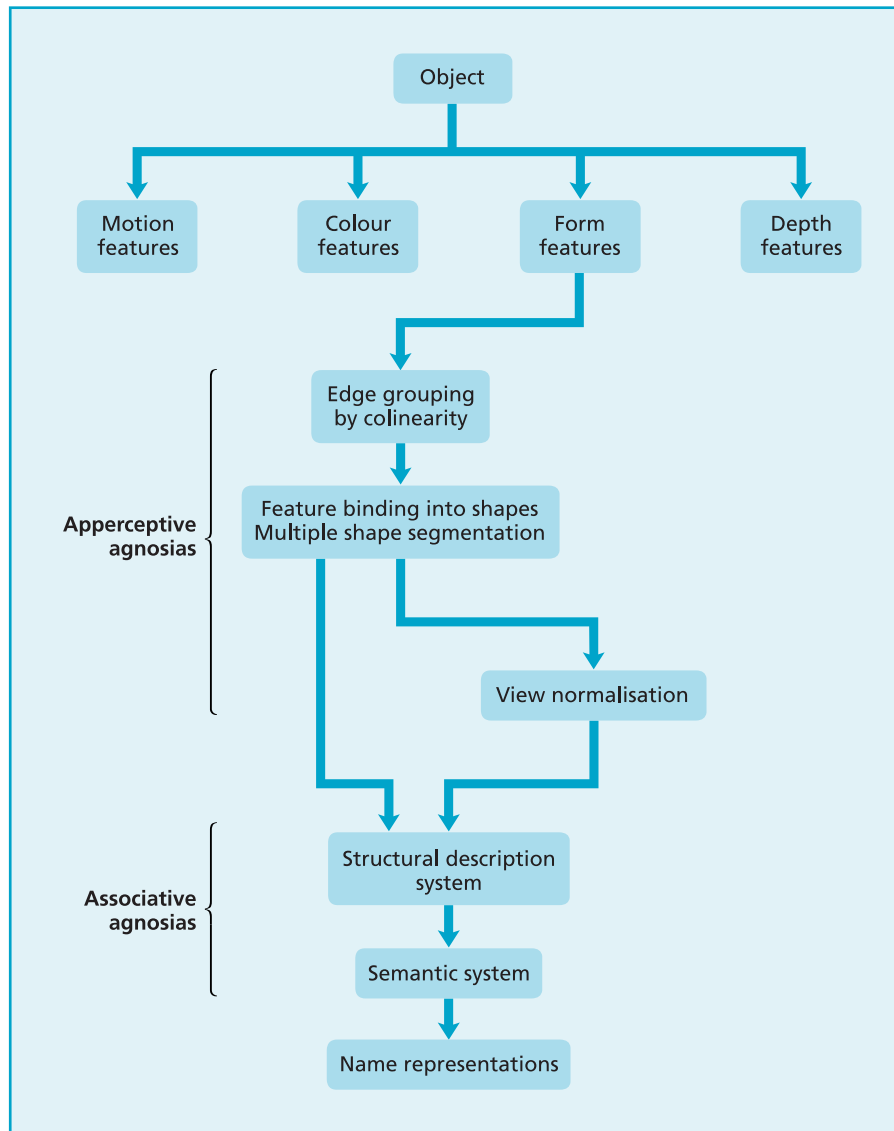 Object
Motion
features
Colour
features
Form
features
Depth
features
Edge grouping
by colinearity
Feature binding into shapes
Multiple shape segmentation
Apperceptive
agnosias
View normalisation
Structural description
system
Associative
agnosias
Semantic system
Name representations